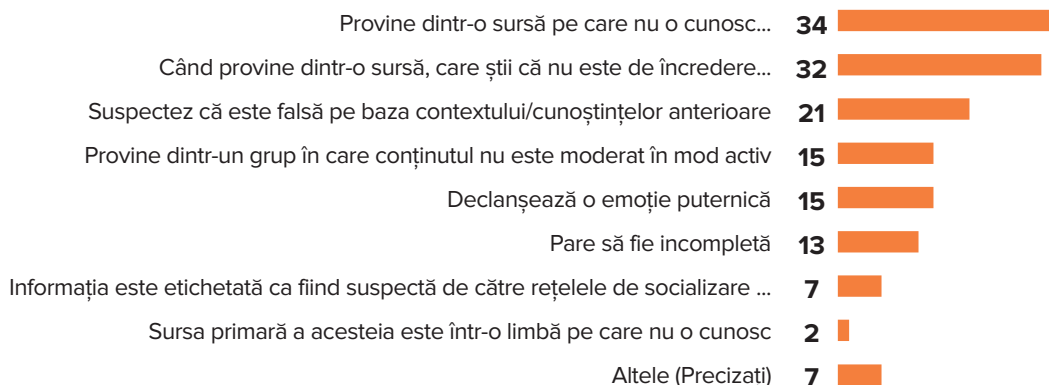 Provine dintr-o sursă pe care nu o cunosc... 34
Când provine dintr-o sursă, care știi că nu este de încredere... 32
Suspectez că este falsă pe baza contextului/cunoștințelor anterioare 21
Provine dintr-un grup în care conținutul nu este moderat în mod activ 15
Declanșează o emoție puternică 15
Pare să fie incompletă 13
Informația este etichetată ca fiind suspectă de către rețelele de socializare ... 7
Sursa primară a acesteia este într-o limbă pe care nu o cunosc 2
Altele (Precizati) 7